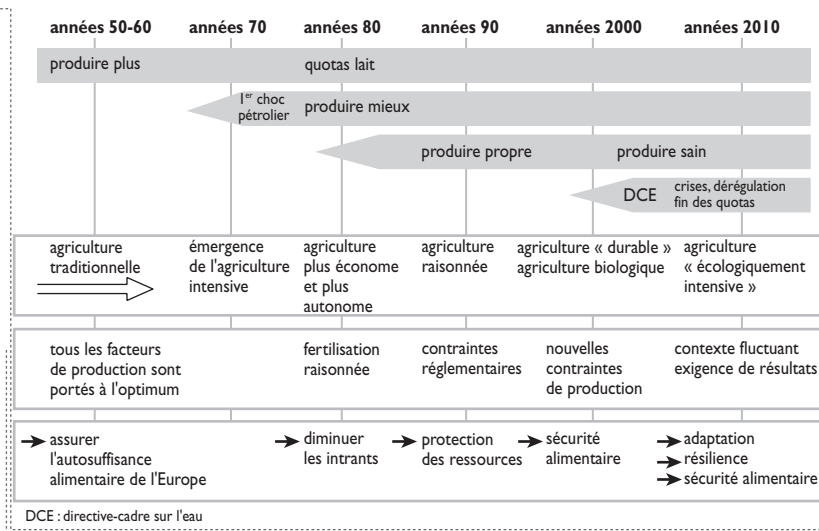 années 50-60 années 70 années 80 années 90 années 2000 années 2010
produire plus quotas lait
1er choc
pétrolier
produire mieux
produire propre produire sain
DCE
crises, dérégulation
fin des quotas
agriculture
traditionnelle
émergence
de l'agriculture
intensive
agriculture
plus économe
et plus
autonome
agriculture
raisonnée
agriculture « durable »
agriculture biologique
agriculture
« écologiquement
intensive »
tous les facteurs
de production sont
portés à l'optimum
fertilisation
raisonnée
contraintes
réglementaires
nouvelles
contraintes
de production
contexte fluctuant
exigence de résultats
assurer
l'autosuffisance
alimentaire de l'Europe
diminuer
les intrants
protection
des ressources
sécurité
alimentaire
adaptation
résilience
sécurité alimentaire
DCE : directive-cadre sur l'eau